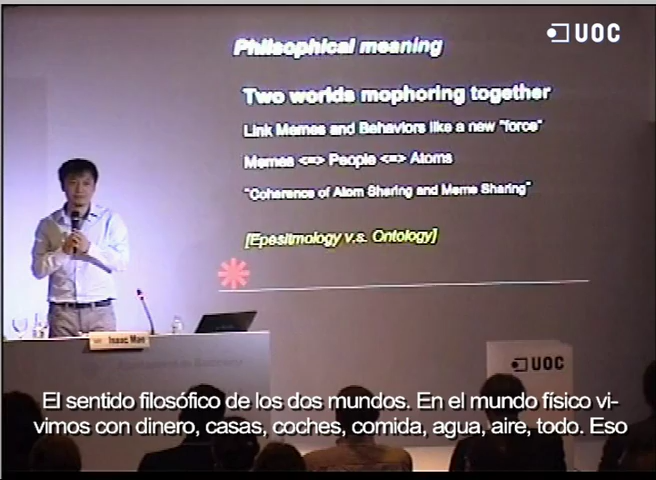 UOC
Philsophical meaning
Two worlds mophoring together
Link Memes and Behaviors like a new "force"
Memes <=> People <=> Atoms
"Coherence of Atom Sharing and Meme Sharing"
[Epesitmology v.s. Ontology]
Isaac Mao
UOC
El sentido filosófico de los dos mundos. En el mundo físico vi-
vimos con dinero, casas, coches, comida, agua, aire, todo. Eso